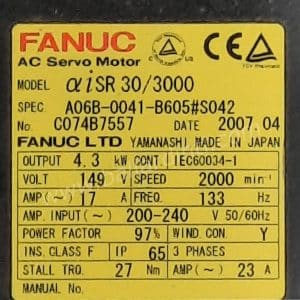 FANUC
AC Servo Motor
MODEL αiSR 30/3000
SPEC. A06B-0041-B605#S042
No. C074B7557 DATE 2007.04
FANUC LTD YAMANASHI MADE IN JAPAN
OUTPUT 4.3 kW CONT. IEC60034-1
VOLT 149 V SPEED 2000 min⁻¹
AMP (~) 17 A FREQ. 133 Hz
AMP. INPUT (~) 200-240 V 50/60Hz
POWER FACTOR 97% WIND. CON. Y
INS. CLASS F IP 65 3 PHASES
STALL TRQ. 27 Nm AMP (~) 23 A
MANUAL No.